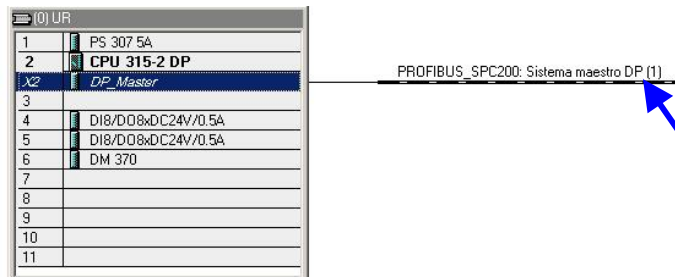 (0) UR
1 PS 307 5A
2 CPU 315-2 DP
X2 DP_Master
3
4 DI8/DO8xDC24V/0.5A
5 DI8/DO8xDC24V/0.5A
6 DM 370
7
8
9
10
11
PROFIBUS_SPC200: Sistema maestro DP (1)